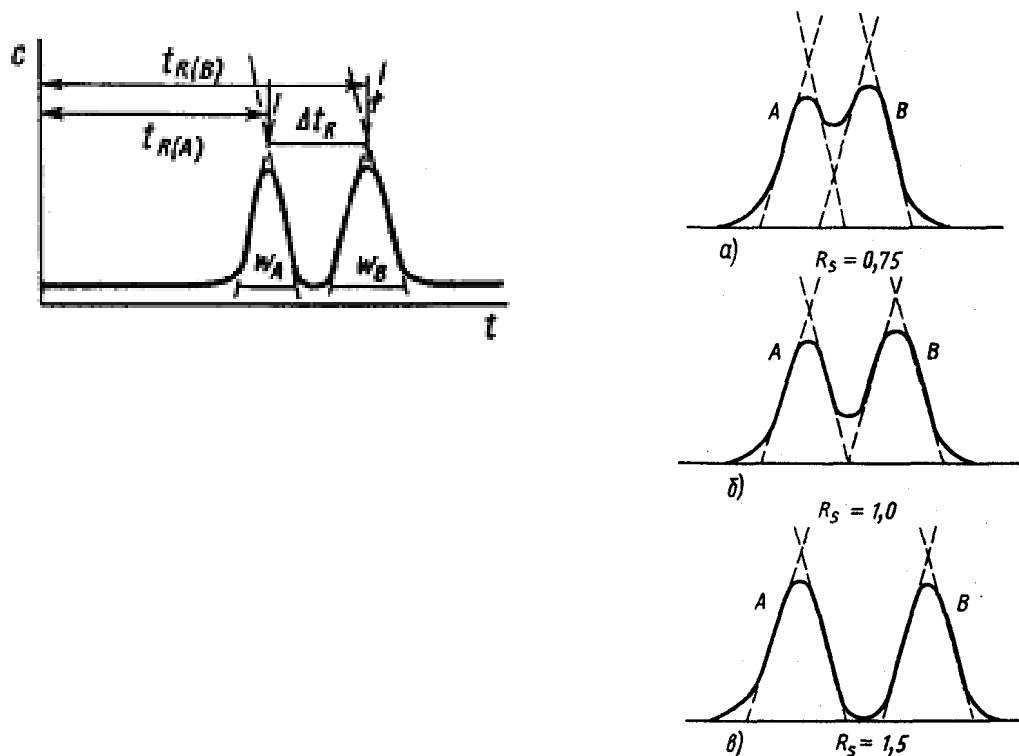 c
t_R(B)
t_R(A)
Δt_R
w_A
w_B
t
A
B
а)
R_s = 0,75
A
B
б)
R_s = 1,0
A
B
в)
R_s = 1,5